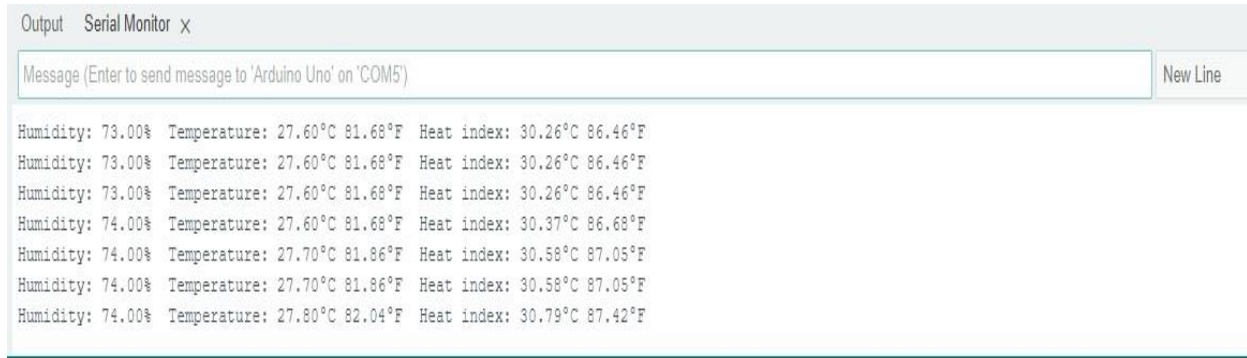 Output Serial Monitor X
Message (Enter to send message to 'Arduino Uno' on 'COM5') New Line
Humidity: 73.00% Temperature: 27.60°C 81.68°F Heat index: 30.26°C 86.46°F
Humidity: 73.00% Temperature: 27.60°C 81.68°F Heat index: 30.26°C 86.46°F
Humidity: 73.00% Temperature: 27.60°C 81.68°F Heat index: 30.26°C 86.46°F
Humidity: 74.00% Temperature: 27.60°C 81.68°F Heat index: 30.37°C 86.68°F
Humidity: 74.00% Temperature: 27.70°C 81.86°F Heat index: 30.58°C 87.05°F
Humidity: 74.00% Temperature: 27.70°C 81.86°F Heat index: 30.58°C 87.05°F
Humidity: 74.00% Temperature: 27.80°C 82.04°F Heat index: 30.79°C 87.42°F